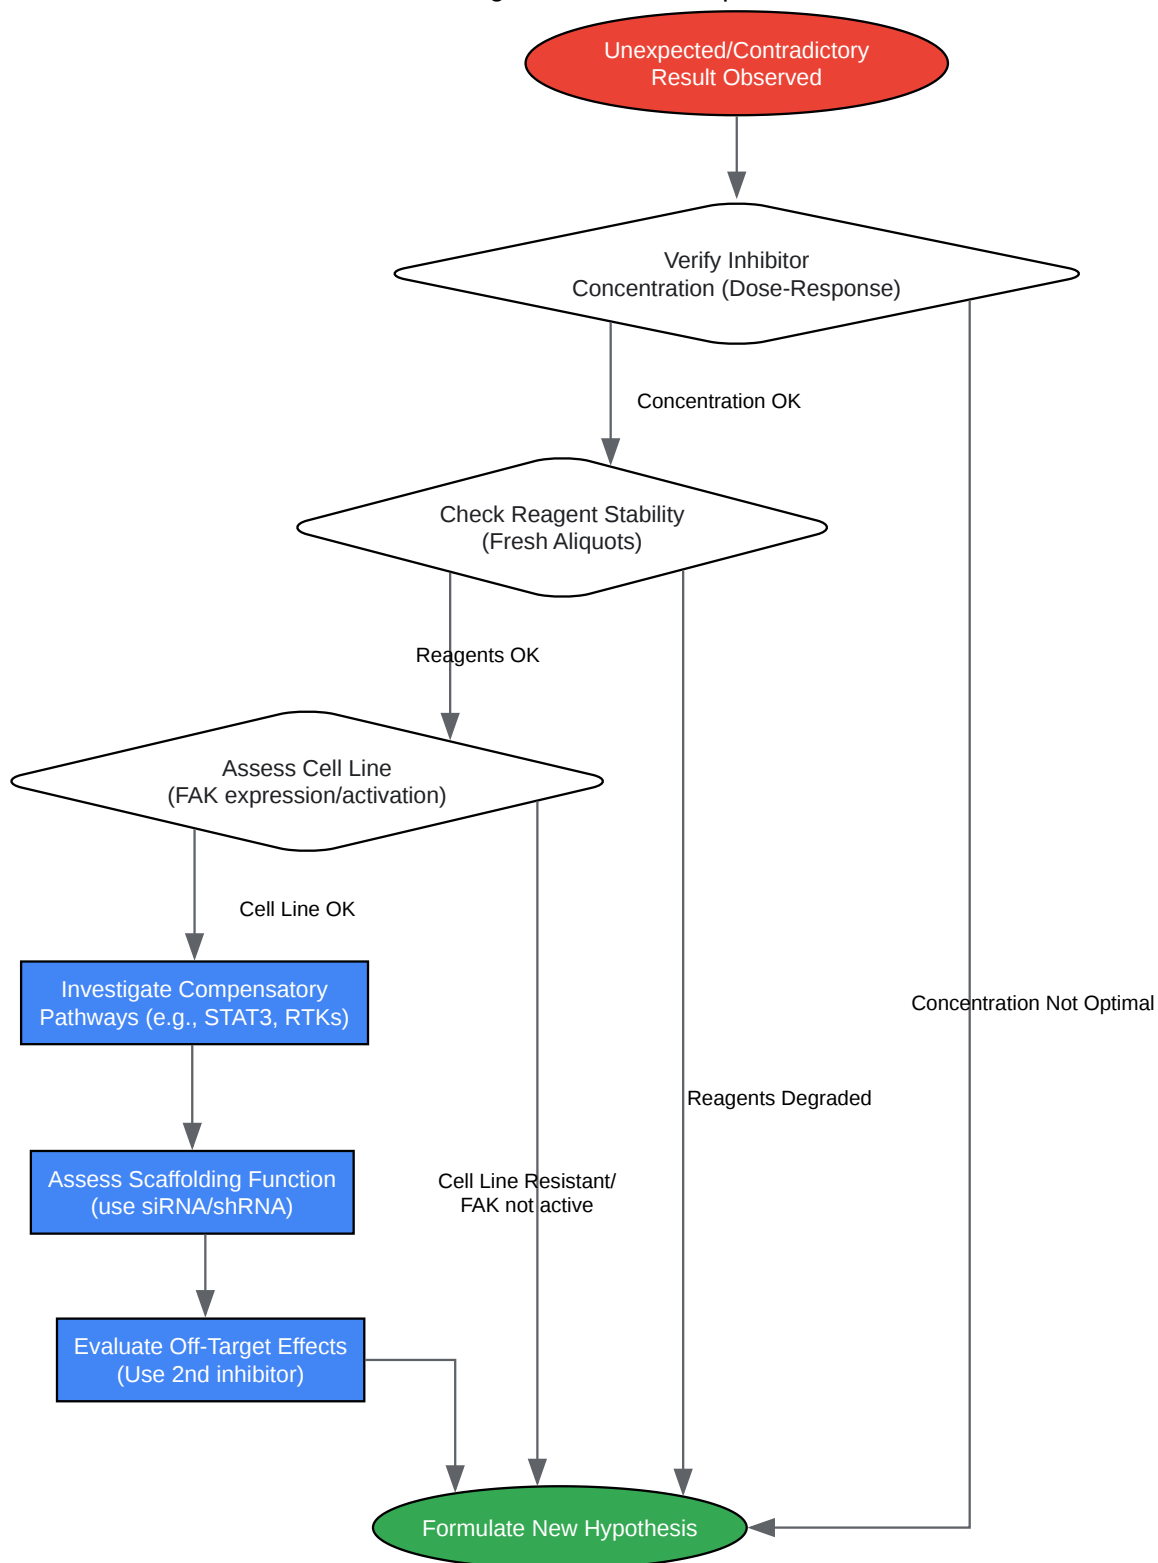 Unexpected/Contradictory
Result Observed
Verify Inhibitor
Concentration (Dose-Response)
Concentration OK
Check Reagent Stability
(Fresh Aliquots)
Reagents OK
Assess Cell Line
(FAK expression/activation)
Cell Line OK
Investigate Compensatory
Pathways (e.g., STAT3, RTKs)
Concentration Not Optimal
Reagents Degraded
Assess Scaffolding Function
(use siRNA/shRNA)
Cell Line Resistant/
FAK not active
Evaluate Off-Target Effects
(Use 2nd inhibitor)
Formulate New Hypothesis